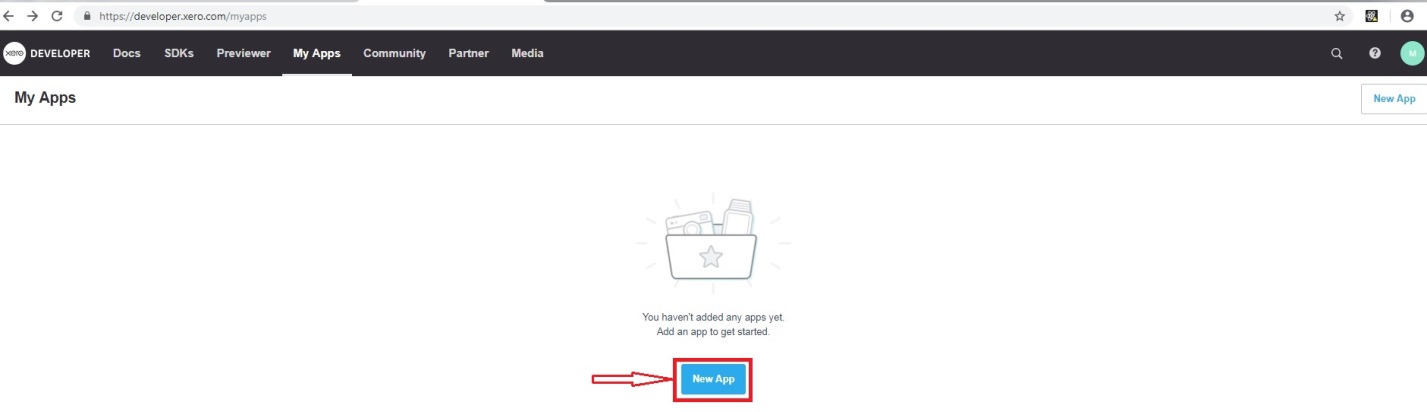 https://developer.xero.com/myapps
xero DEVELOPER Docs SDKs Previewer My Apps Community Partner Media ? M
My Apps New App
You haven't added any apps yet.
Add an app to get started.
New App